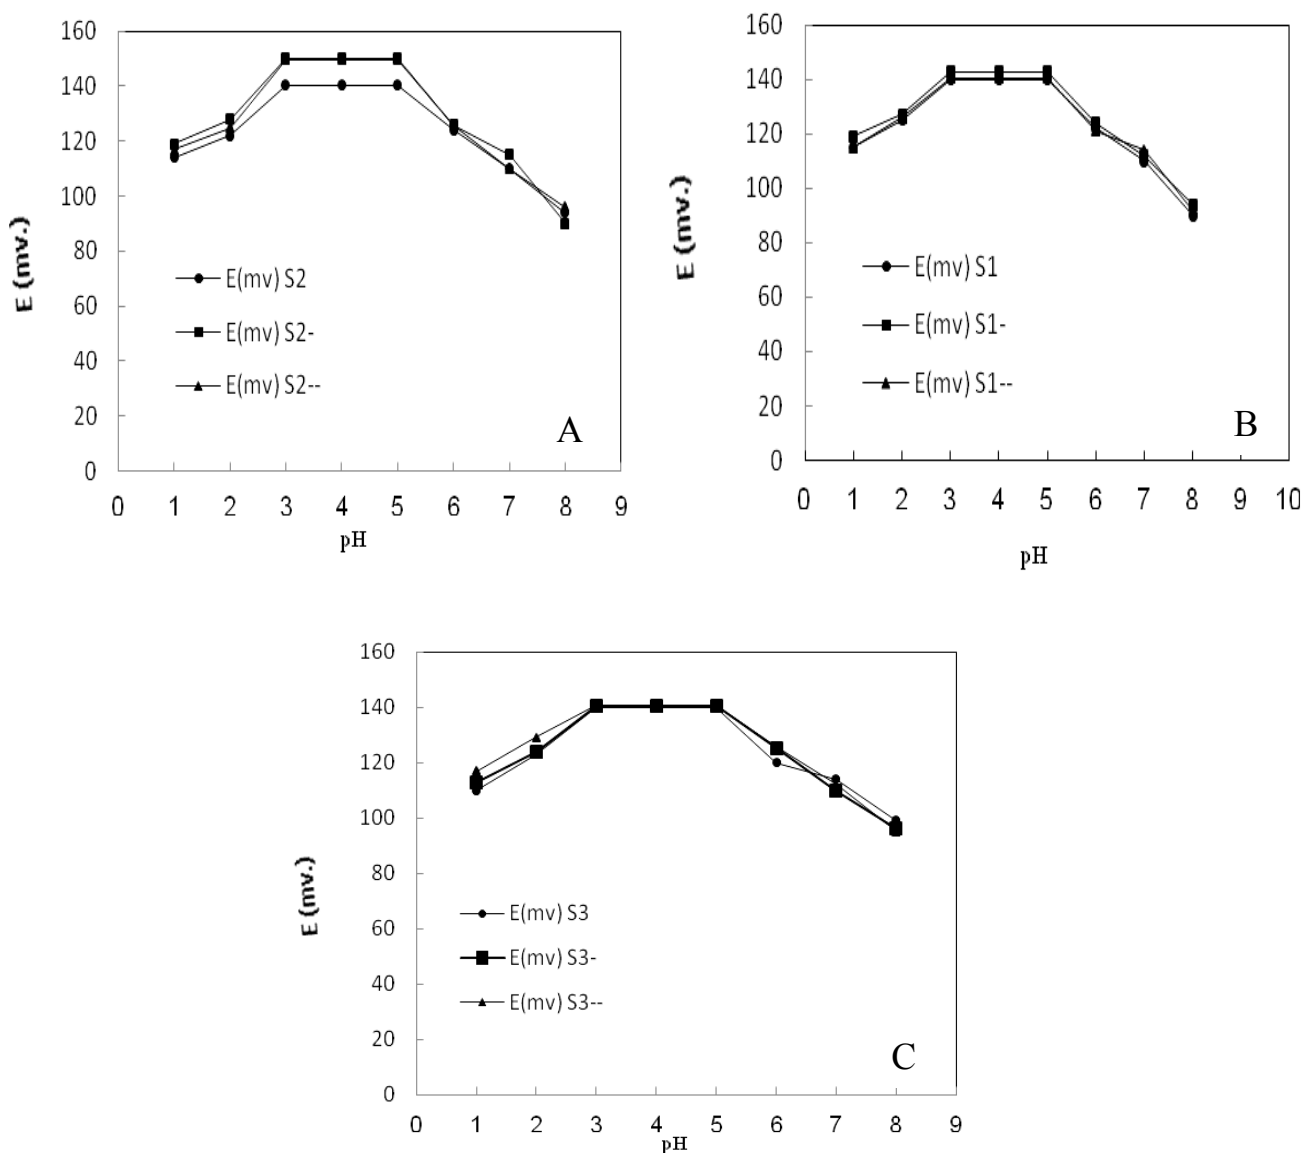 160
140
120
100
80
60
40
20
0
E (mv.)
E(mv) S2
E(mv) S2-
E(mv) S2--
A
0 1 2 3 4 5 6 7 8 9
pH
160
140
120
100
80
60
40
20
0
E (mv.)
E(mv) S1
E(mv) S1-
E(mv) S1--
B
0 1 2 3 4 5 6 7 8 9 10
pH
160
140
120
100
80
60
40
20
0
E (mv.)
E(mv) S3
E(mv) S3-
E(mv) S3--
C
0 1 2 3 4 5 6 7 8 9
pH